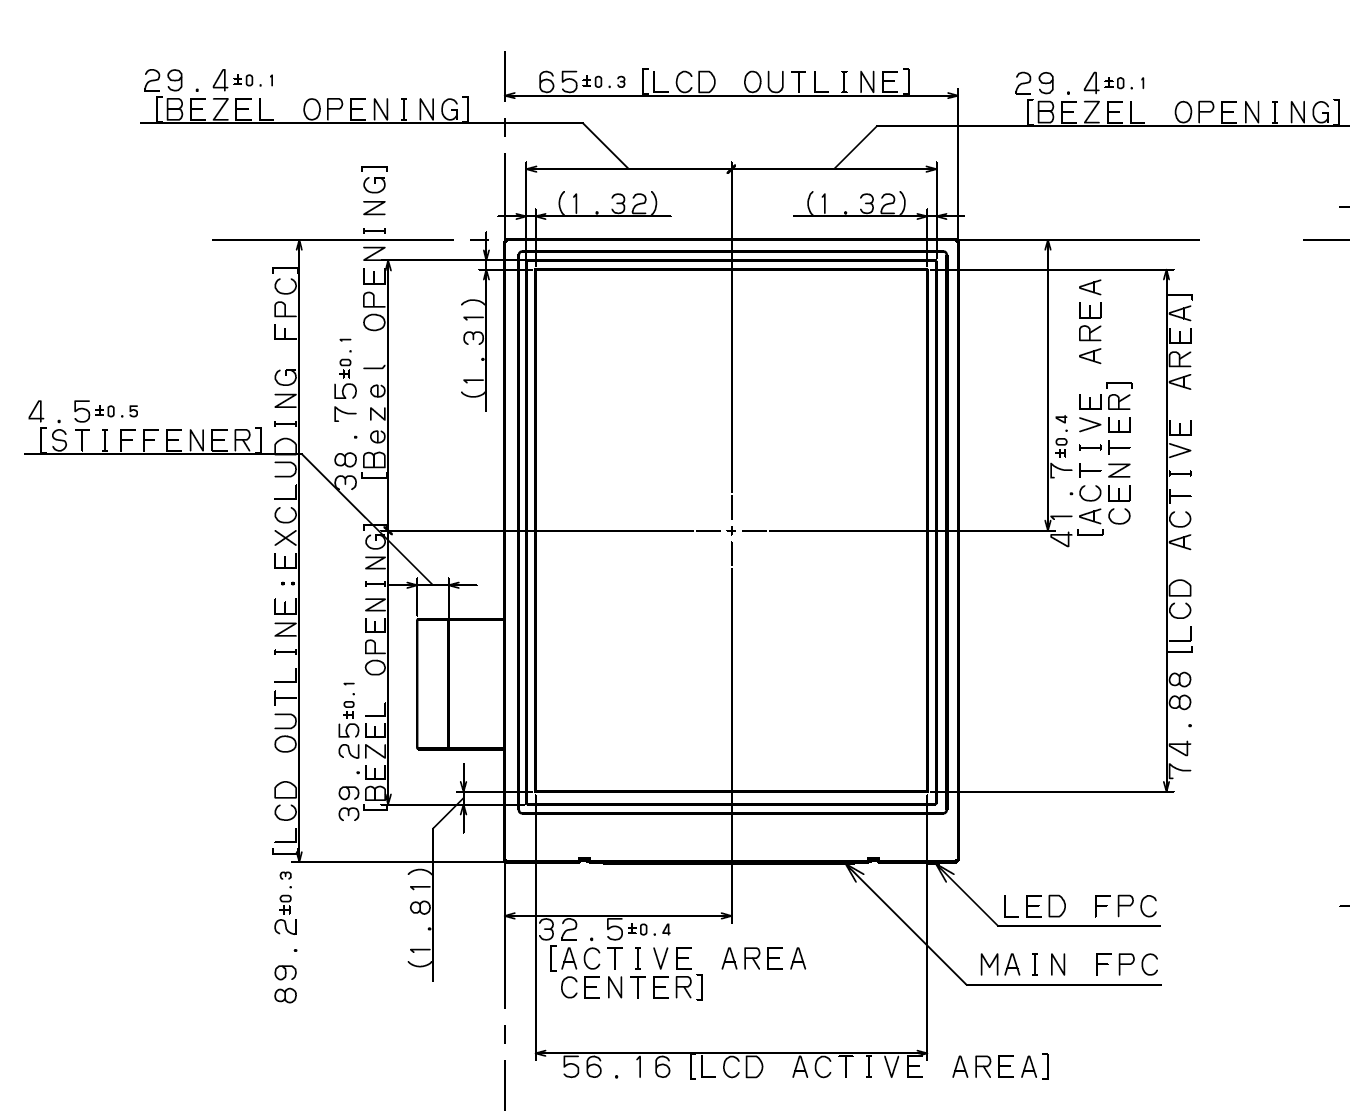 29.4±0.1
[BEZEL OPENING]
65±0.3 [LCD OUTLINE]
29.4±0.1
[BEZEL OPENING]
(1.32)
(1.32)
(1.31)
38.75±0.1
[Bezel OPENING]
4.5±0.5
[STIFFENER]
41.7±0.4
[ACTIVE AREA
CENTER]
74.88 [LCD ACTIVE AREA]
39.25±0.1
[BEZEL OPENING]
89.2±0.3 [LCD OUTLINE:EXCLUDING FPC]
(1.81)
32.5±0.4
[ACTIVE AREA
CENTER]
LED FPC
MAIN FPC
56.16 [LCD ACTIVE AREA]